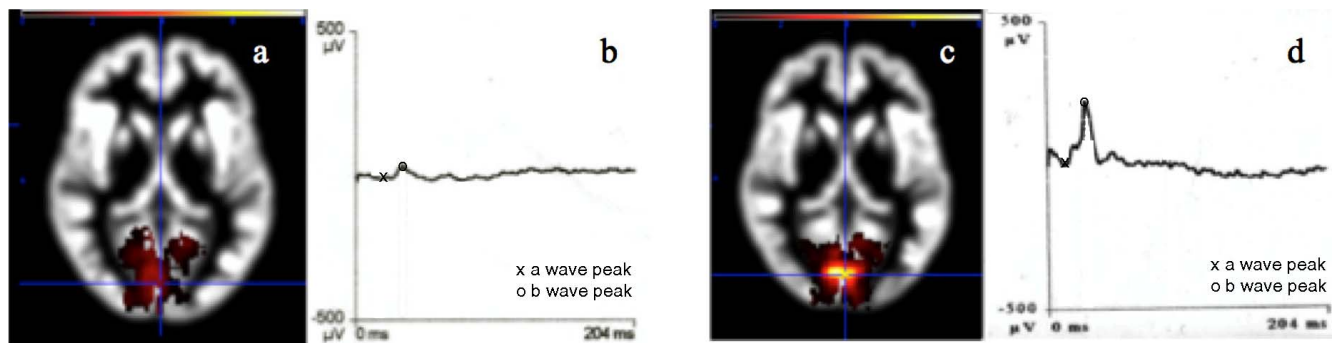 a
500
µV
b
x a wave peak
o b wave peak
-500
µV
0 ms
204 ms
c
500
µV
d
x a wave peak
o b wave peak
-500
µV
0 ms
204 ms